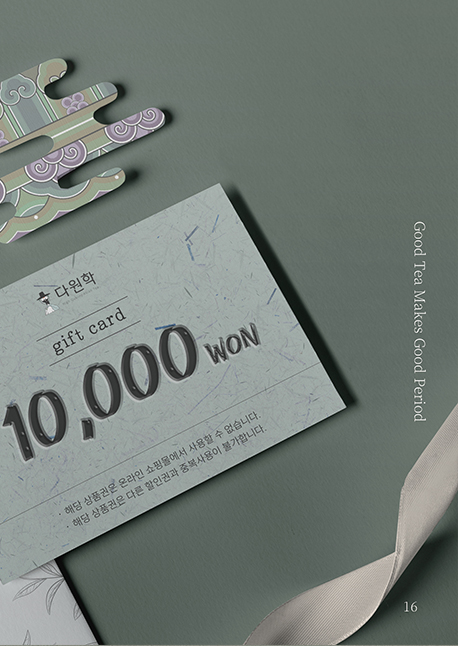 다원학
gift card
10,000 WON
· 해당 상품권은 온라인 쇼핑몰에서 사용할 수 없습니다.
· 해당 상품권은 다른 할인권과 중복사용이 불가합니다.
Good Tea Makes Good Period
16